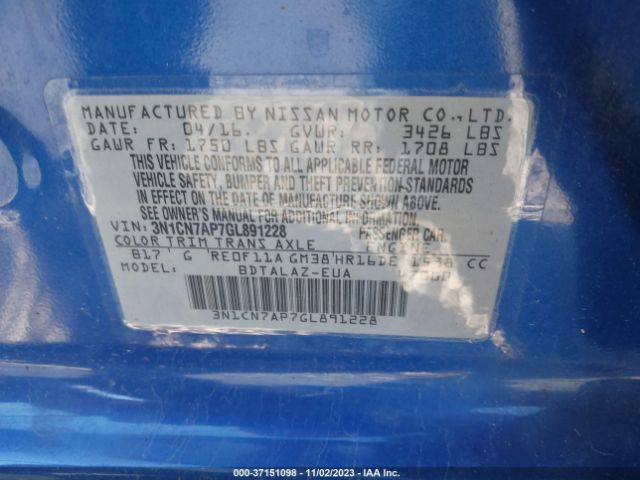 MANUFACTURED BY NISSAN MOTOR CO., LTD.
DATE: 04/16. GVWR: 3426 LBS
GAWR FR: 1750 LBS GAWR RR: 1708 LBS
THIS VEHICLE CONFORMS TO ALL APPLICABLE FEDERAL MOTOR
VEHICLE SAFETY, BUMPER AND THEFT PREVENTION STANDARDS
IN EFFECT ON THE DATE OF MANUFACTURE SHOWN ABOVE.
SEE OWNER'S MANUAL FOR MORE INFORMATION.
VIN: 3N1CN7AP7GL891228 PASSENGER CAR.
COLOR TRIM TRANS AXLE ENGINE
B17 G RE0F11A GM38 HR16DE 1598 CC
MODEL: BDTALAZ-EUA
3N1CN7AP7GL891228
000-37151098 - 11/02/2023 - IAA Inc.